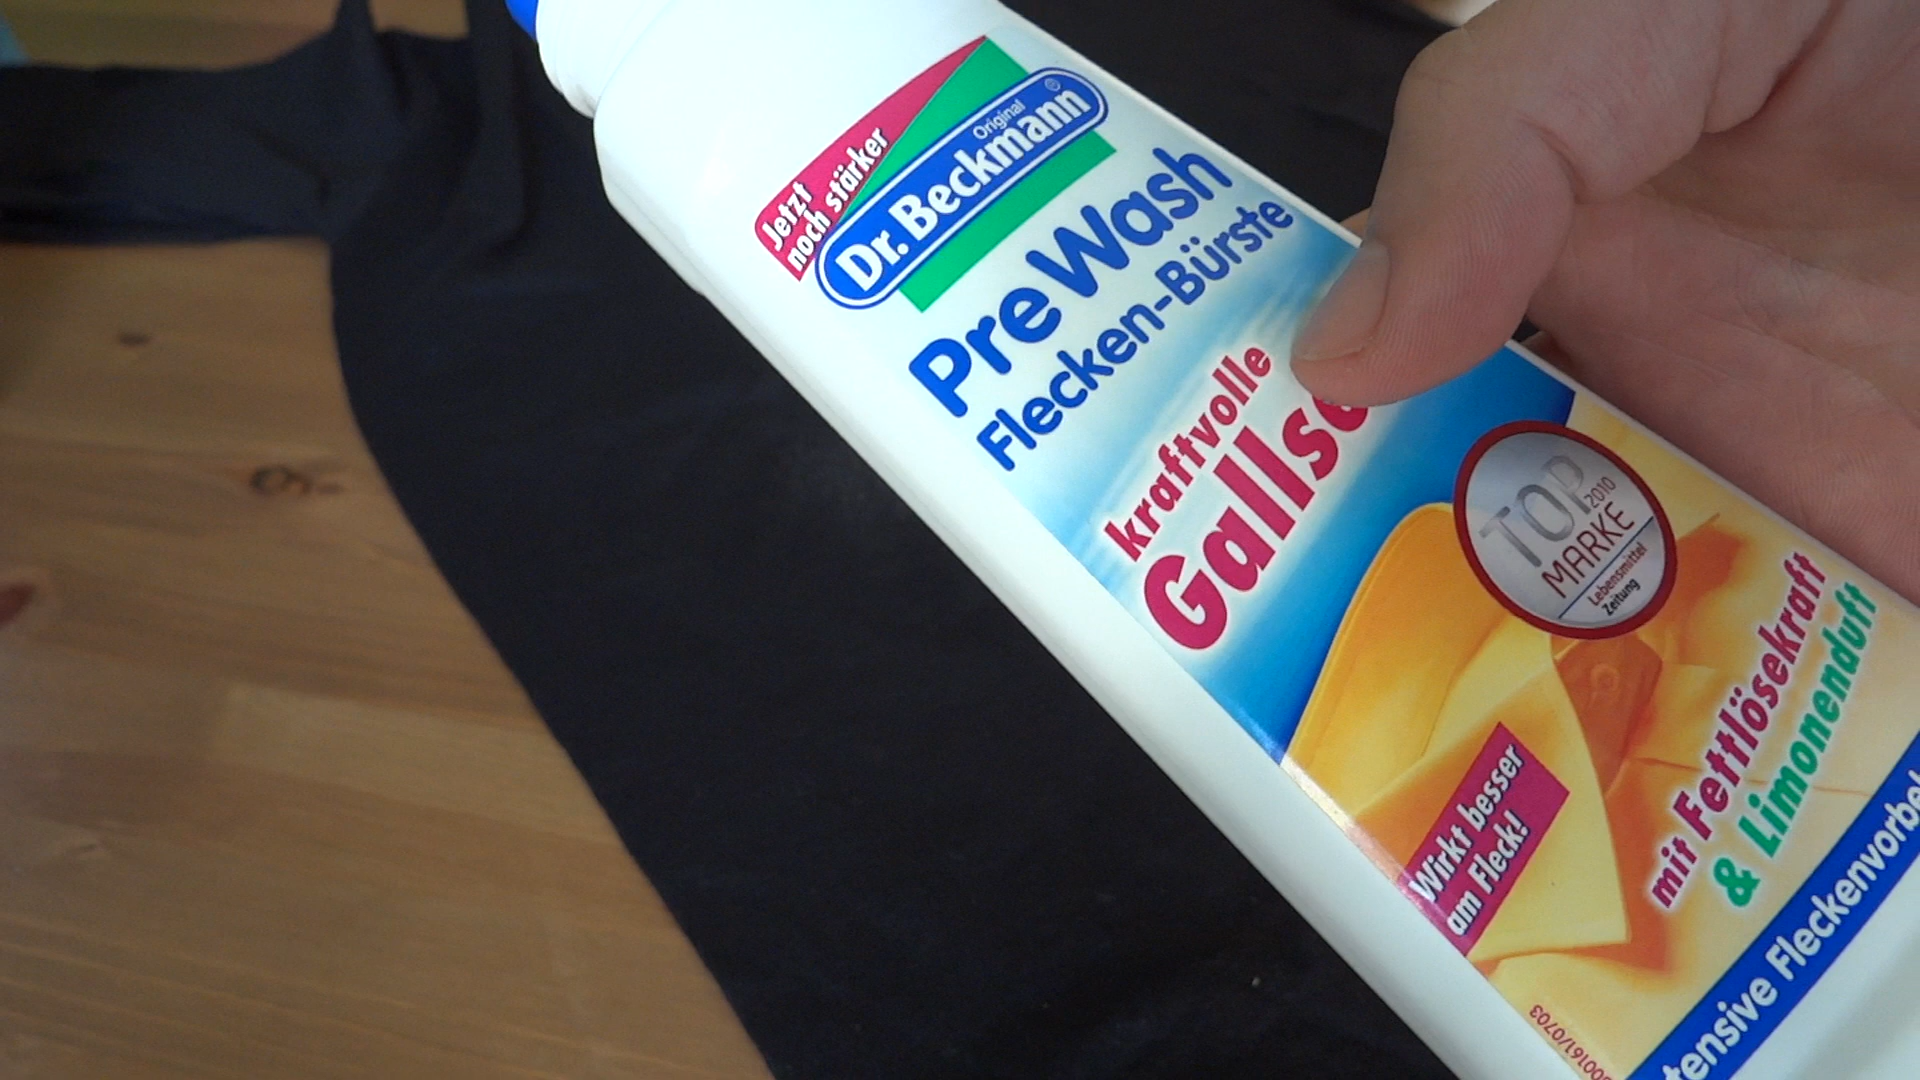 Jetzt
noch stärker
Original
Dr. Beckmann®
Pre Wash
Flecken-Bürste
kraftvolle
Gallse
TOP
2010
MARKE
Lebensmittel
Zeitung
mit Fettlösekraft
& Limonenduft
Wirkt besser
am Fleck!
tensive Fleckenvorbe